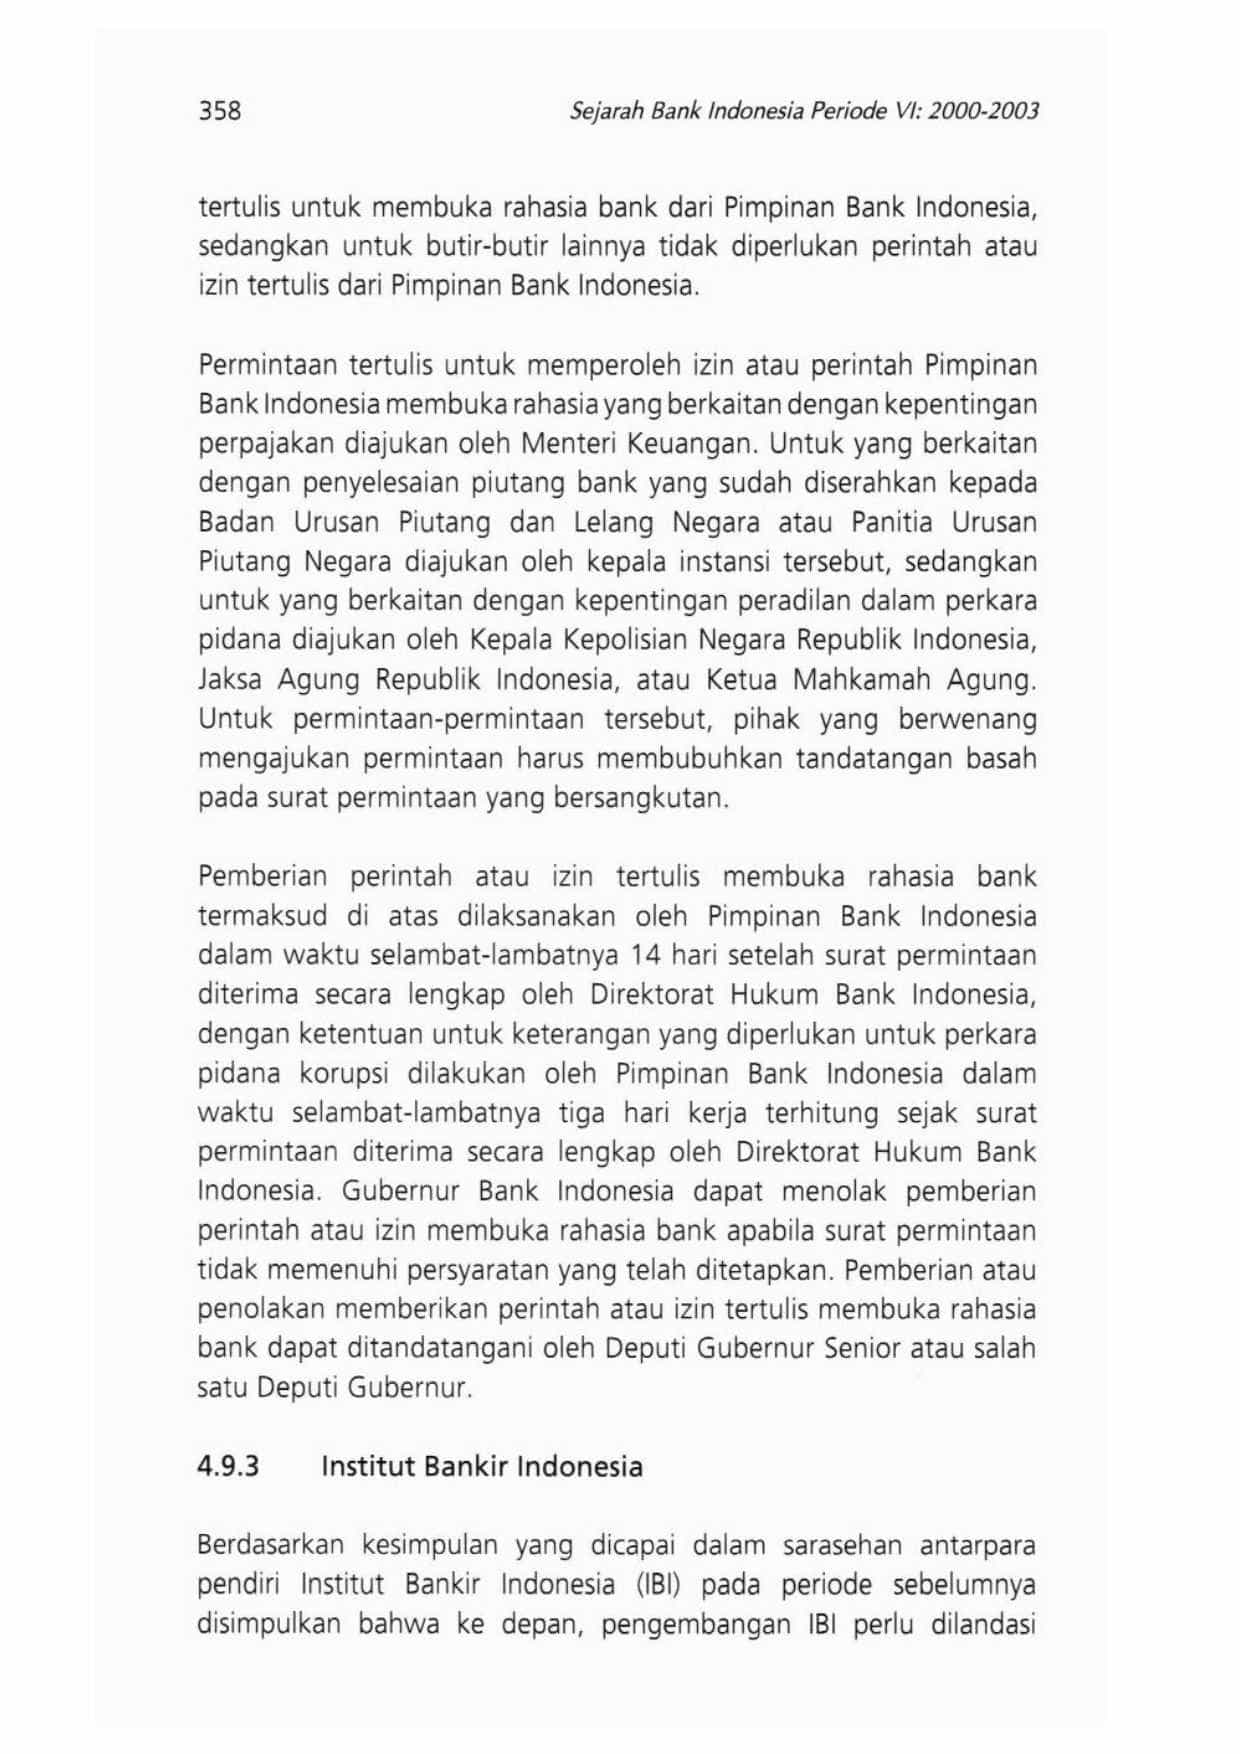 358
Sejarah Bank Indonesia Periode VI: 2000-2003
tertulis untuk membuka rahasia bank dari Pimpinan Bank Indonesia,
sedangkan untuk butir-butir lainnya tidak diperlukan perintah atau
izin tertulis dari Pimpinan Bank Indonesia.
Permintaan tertulis untuk memperoleh izin atau perintah Pimpinan
Bank Indonesia membuka rahasia yang berkaitan dengan kepentingan
perpajakan diajukan oleh Menteri Keuangan. Untuk yang berkaitan
dengan penyelesaian piutang bank yang sudah diserahkan kepada
Badan Urusan Piutang dan Lelang Negara atau Panitia Urusan
Piutang Negara diajukan oleh kepala instansi tersebut, sedangkan
untuk yang berkaitan dengan kepentingan peradilan dalam perkara
pidana diajukan oleh Kepala Kepolisian Negara Republik Indonesia,
Jaksa Agung Republik Indonesia, atau Ketua Mahkamah Agung.
Untuk permintaan-permintaan tersebut, pihak yang berwenang
mengajukan permintaan harus membubuhkan tandatangan basah
pada surat permintaan yang bersangkutan.
Pemberian perintah atau izin tertulis membuka rahasia bank
termaksud di atas dilaksanakan oleh Pimpinan Bank Indonesia
dalam waktu selambat-lambatnya 14 hari setelah surat permintaan
diterima secara lengkap oleh Direktorat Hukum Bank Indonesia,
dengan ketentuan untuk keterangan yang diperlukan untuk perkara
pidana korupsi dilakukan oleh Pimpinan Bank Indonesia dalam
waktu selambat-lambatnya tiga hari kerja terhitung sejak surat
permintaan diterima secara lengkap oleh Direktorat Hukum Bank
Indonesia. Gubernur Bank Indonesia dapat menolak pemberian
perintah atau izin membuka rahasia bank apabila surat permintaan
tidak memenuhi persyaratan yang telah ditetapkan. Pemberian atau
penolakan memberikan perintah atau izin tertulis membuka rahasia
bank dapat ditandatangani oleh Deputi Gubernur Senior atau salah
satu Deputi Gubernur.
4.9.3 Institut Bankir Indonesia
Berdasarkan kesimpulan yang dicapai dalam sarasehan antarpara
pendiri Institut Bankir Indonesia (IBI) pada periode sebelumnya
disimpulkan bahwa ke depan, pengembangan IBI perlu dilandasi